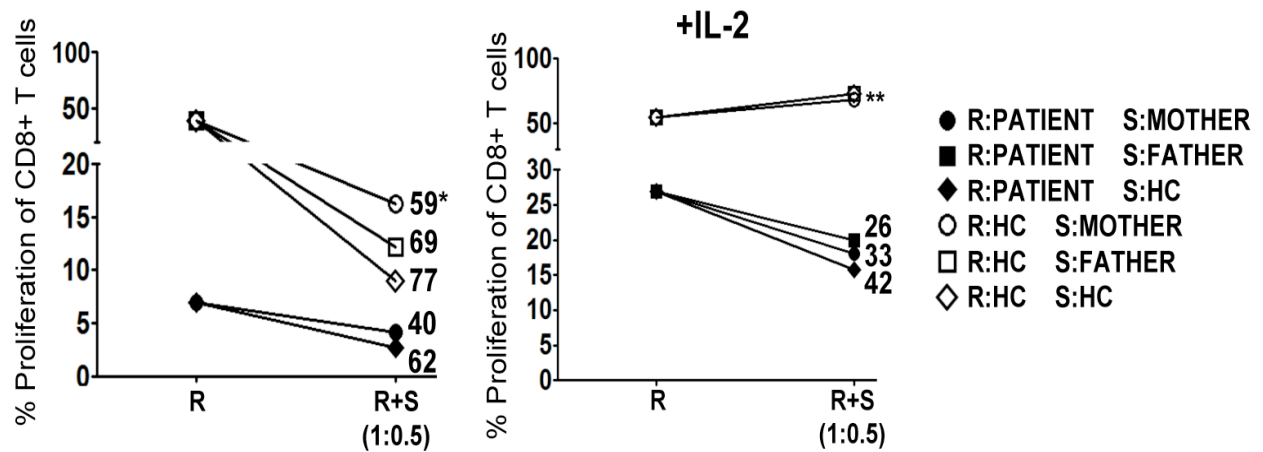 % Proliferation of CD8+ T cells
100
50
20
15
10
5
0
59*
69
77
40
62
R
R+S
(1:0.5)
+IL-2
% Proliferation of CD8+ T cells
100
50
30
25
20
15
10
5
0
**
26
33
42
R
R+S
(1:0.5)
R:PATIENT S:MOTHER
R:PATIENT S:FATHER
R:PATIENT S:HC
R:HC S:MOTHER
R:HC S:FATHER
R:HC S:HC